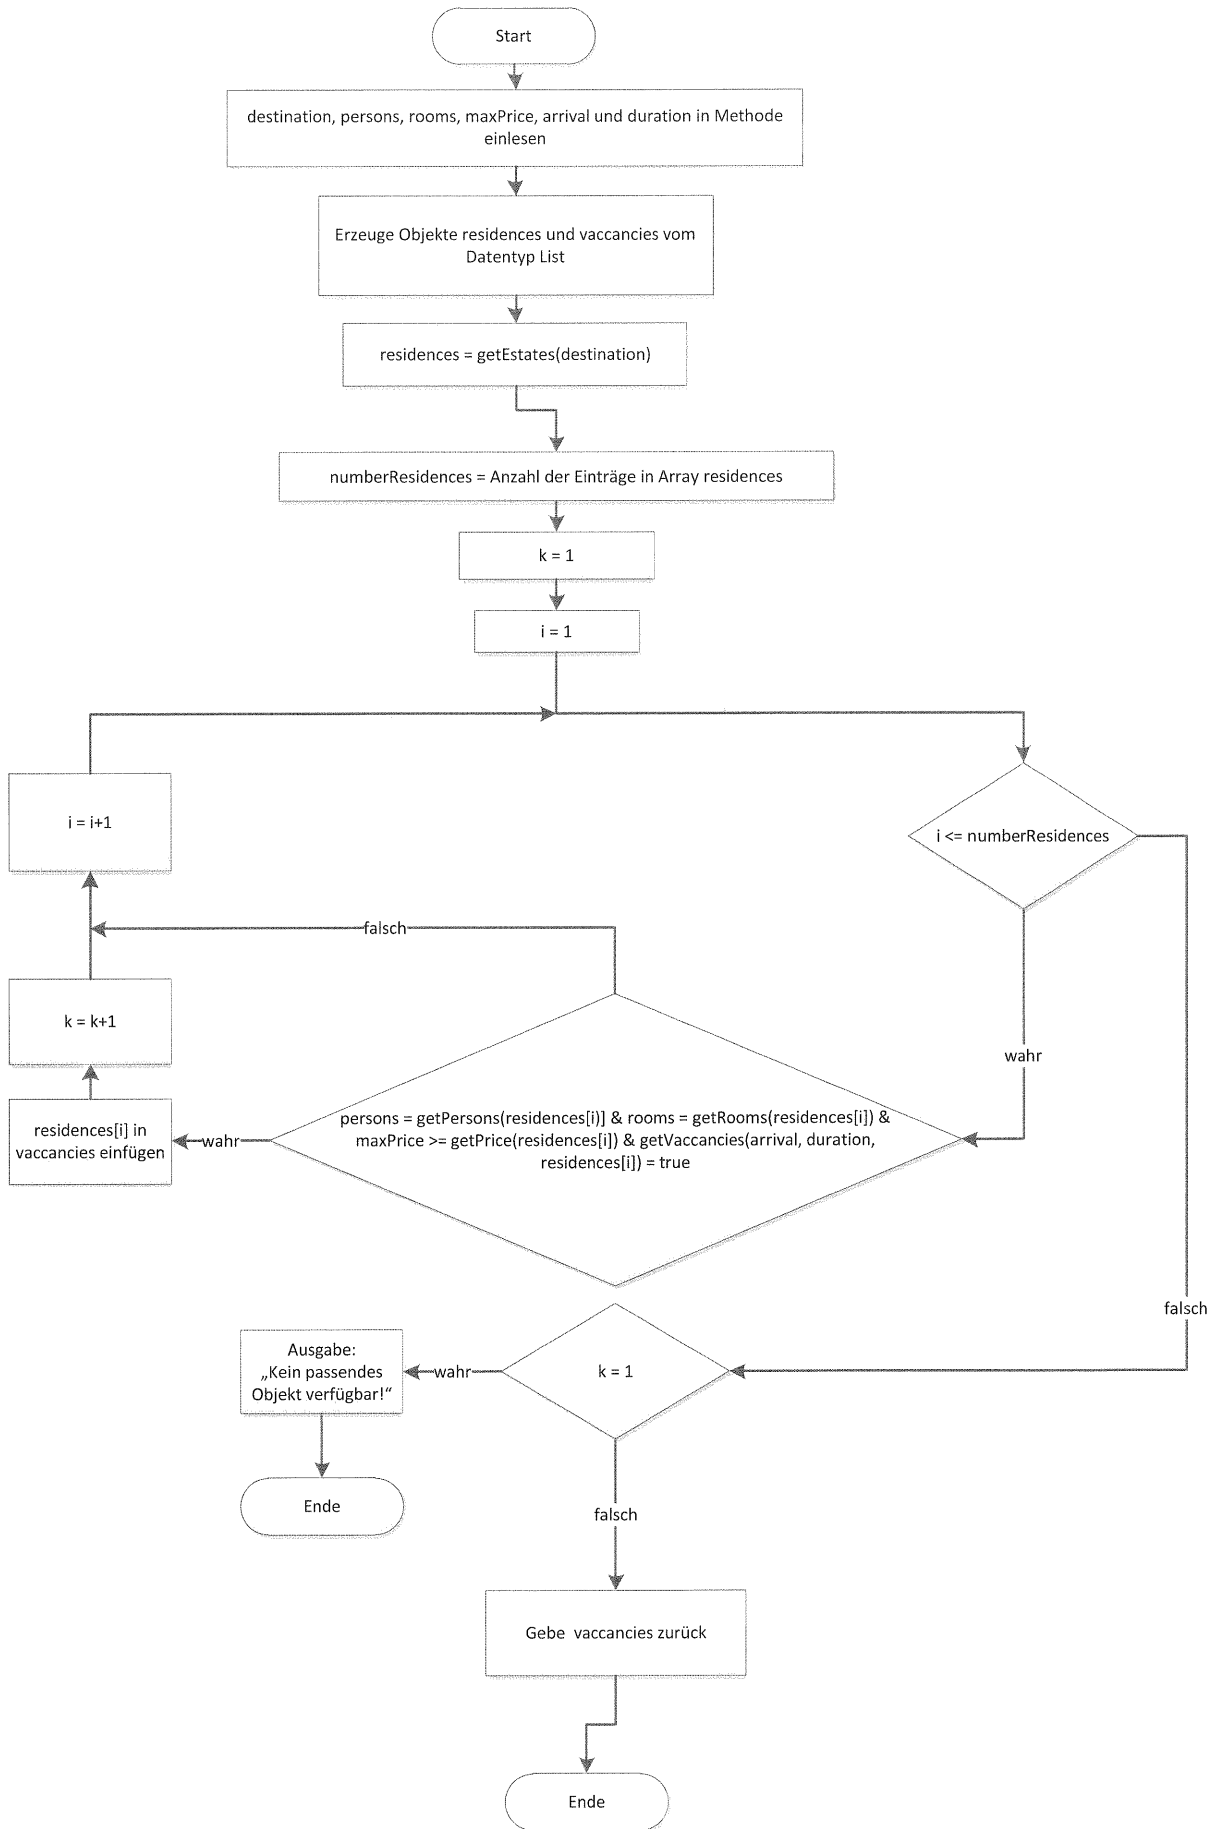 Start
destination, persons, rooms, maxPrice, arrival und duration in Methode
einlesen
Erzeuge Objekte residences und vaccancies vom
Datentyp List
residences = getEstates(destination)
numberResidences = Anzahl der Einträge in Array residences
k = 1
i = 1
i = i+1
i <= numberResidences
falsch
k = k+1
wahr
persons = getPersons(residences[i)] & rooms = getRooms(residences[i]) &
maxPrice >= getPrice(residences[i]) & getVaccancies(arrival, duration,
residences[i]) = true
wahr
residences[i] in
vaccancies einfügen
falsch
Ausgabe:
„Kein passendes
Objekt verfügbar!“
wahr
k = 1
Ende
falsch
Gebe  vaccancies zurück
Ende